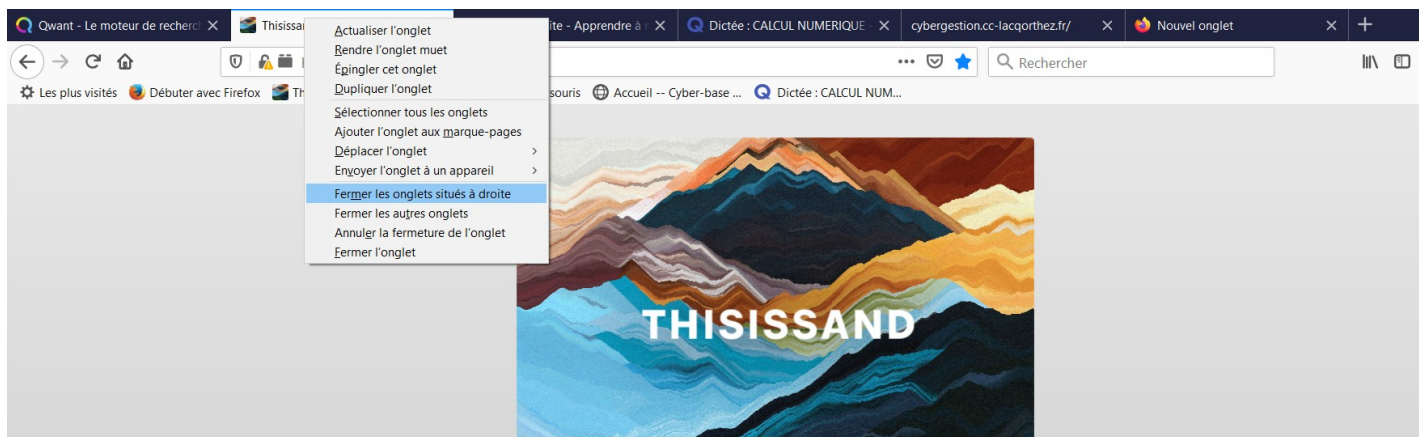 Qwant - Le moteur de recherc
Thisissa
ite - Apprendre à
Dictée : CALCUL NUMERIQUE -
cybergestion.cc-lacqorthez.fr/
Nouvel onglet
Rechercher
Les plus visités
Débuter avec Firefox
Th
souris
Accueil -- Cyber-base ...
Dictée : CALCUL NUM...
Actualiser l'onglet
Rendre l'onglet muet
Épingler cet onglet
Dupliquer l'onglet
Sélectionner tous les onglets
Ajouter l'onglet aux marque-pages
Déplacer l'onglet
Envoyer l'onglet à un appareil
Fermer les onglets situés à droite
Fermer les autres onglets
Annuler la fermeture de l'onglet
Fermer l'onglet
THISISSAND